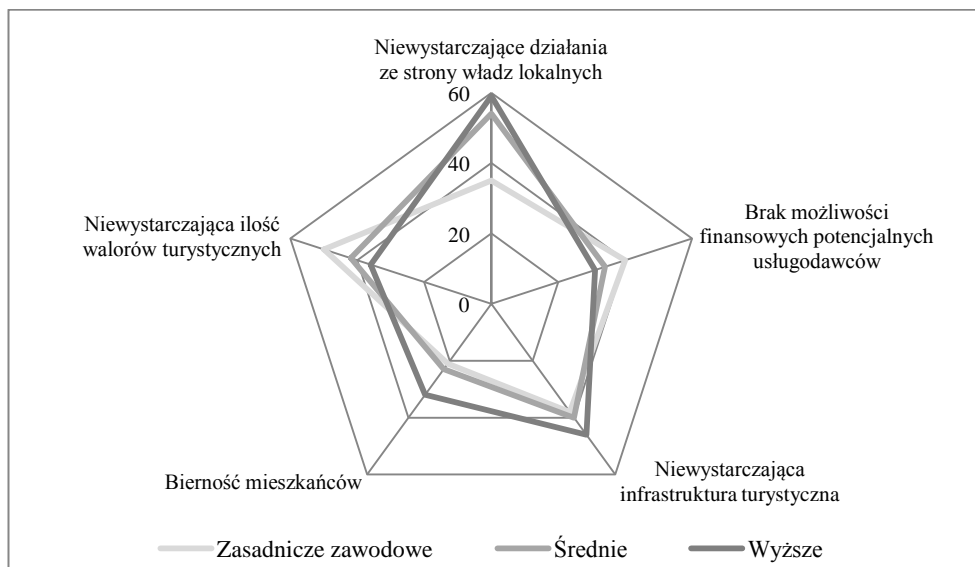 Niewystarczające działania
ze strony władz lokalnych
60
40
20
0
Brak możliwości
finansowych potencjalnych
usługodawców
Niewystarczająca
infrastruktura turystyczna
Bierność mieszkańców
Niewystarczająca ilość
walorów turystycznych
Zasadnicze zawodowe
Średnie
Wyższe